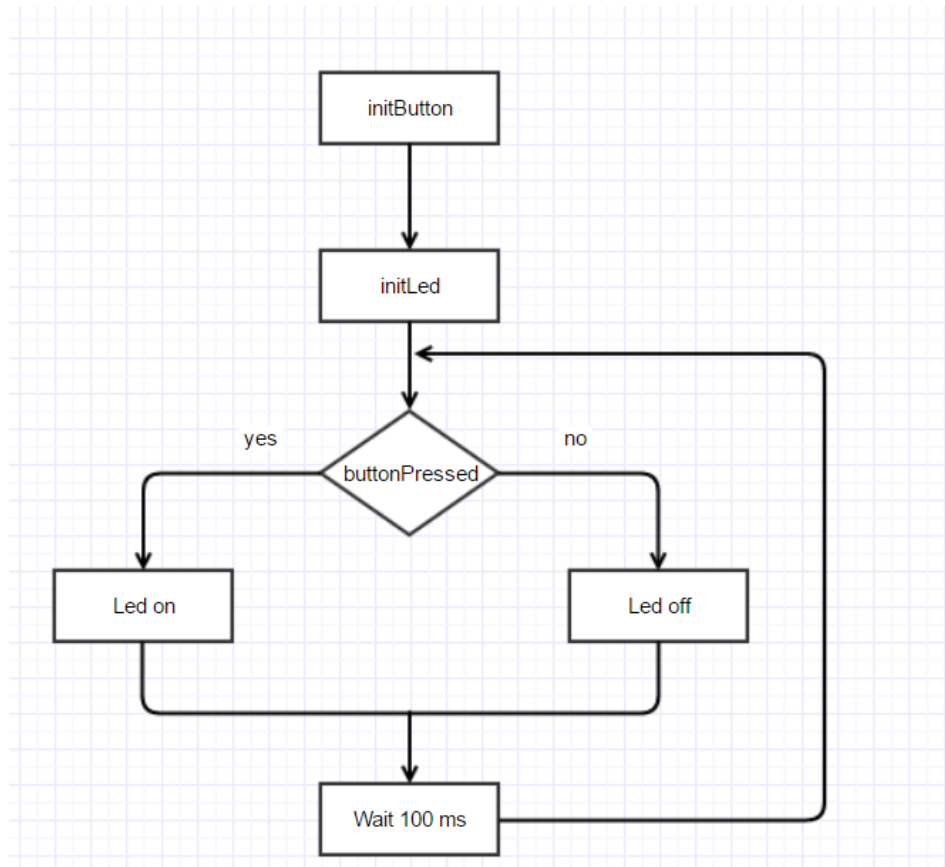 initButton
initLed
yes
no
buttonPressed
Led on
Led off
Wait 100 ms